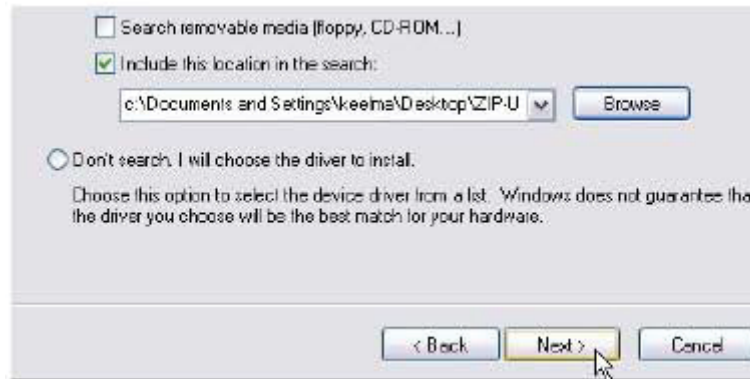 Search removable media (floppy, CD-ROM...)
Include this location in the search:
c:\Documents and Settings\keelma\Desktop\ZIP-U
Browse
Don't search. I will choose the driver to install.
Choose this option to select the device driver from a list. Windows does not guarantee tha
the driver you choose will be the best match for your hardware.
< Back
Next >
Cancel